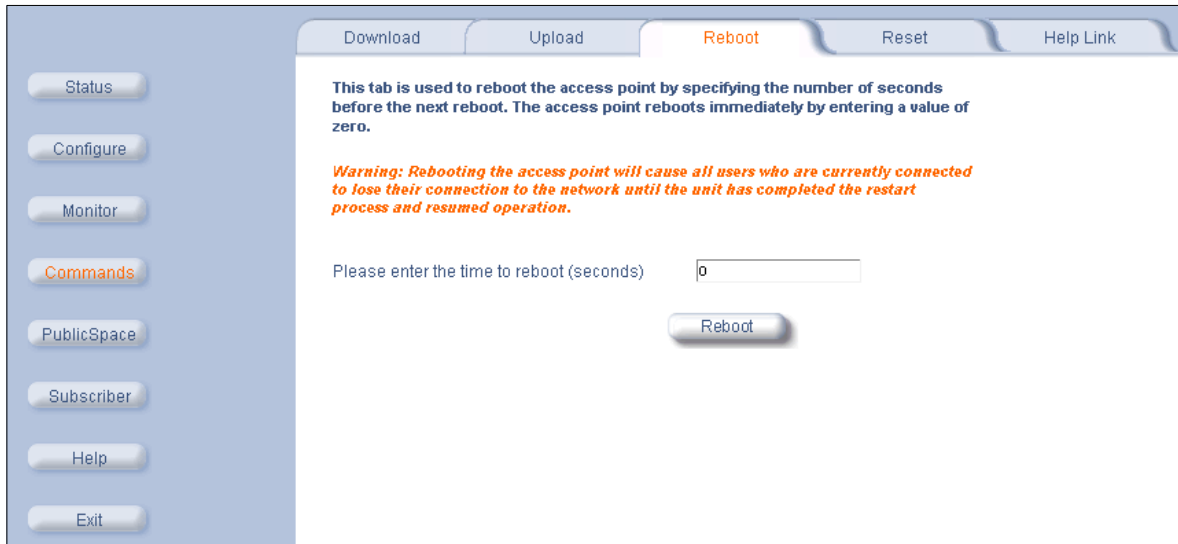 Download
Upload
Reboot
Reset
Help Link
Status
Configure
Monitor
Commands
PublicSpace
Subscriber
Help
Exit
This tab is used to reboot the access point by specifying the number of seconds
before the next reboot. The access point reboots immediately by entering a value of
zero.
Warning: Rebooting the access point will cause all users who are currently connected
to lose their connection to the network until the unit has completed the restart
process and resumed operation.
Please enter the time to reboot (seconds)
0
Reboot